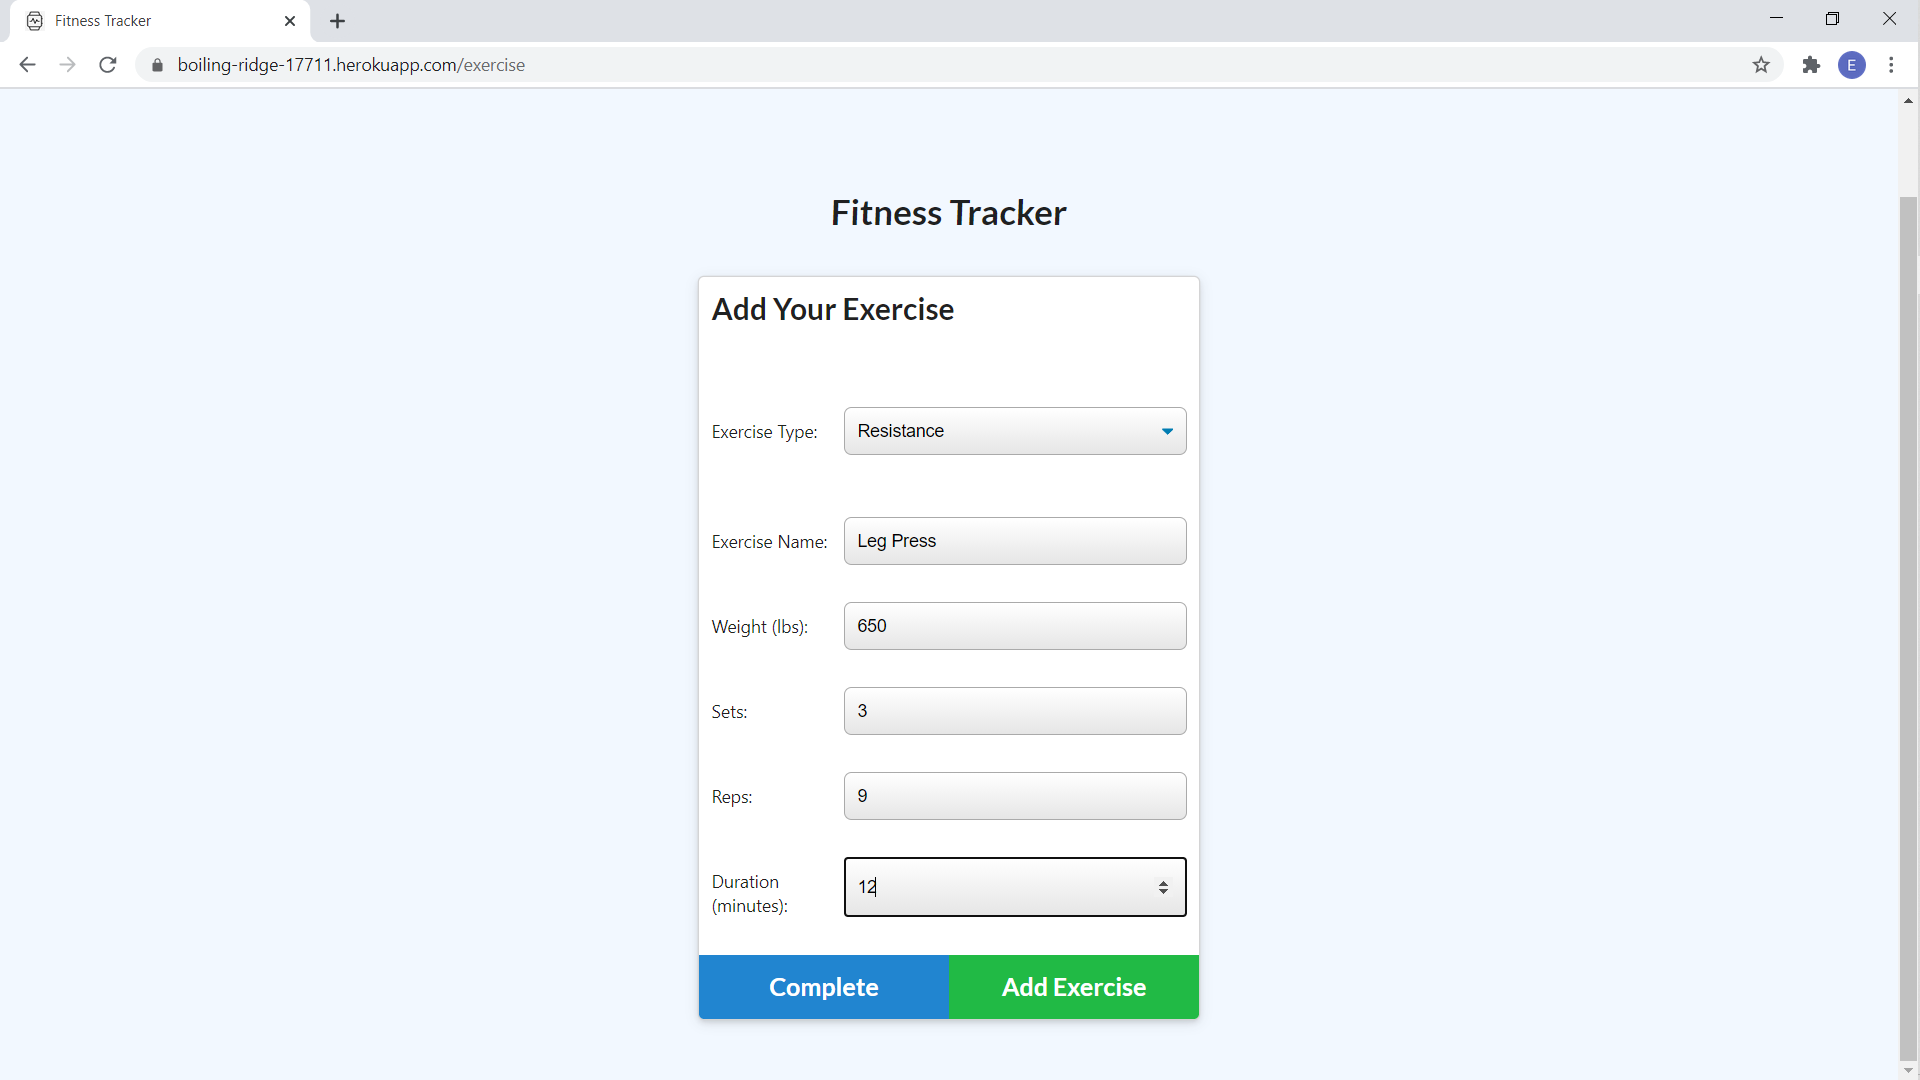 Fitness Tracker
boiling-ridge-17711.herokuapp.com/exercise
E
Fitness Tracker
Add Your Exercise
Exercise Type: Resistance
Exercise Name: Leg Press
Weight (lbs): 650
Sets: 3
Reps: 9
Duration
(minutes): 12
Complete Add Exercise